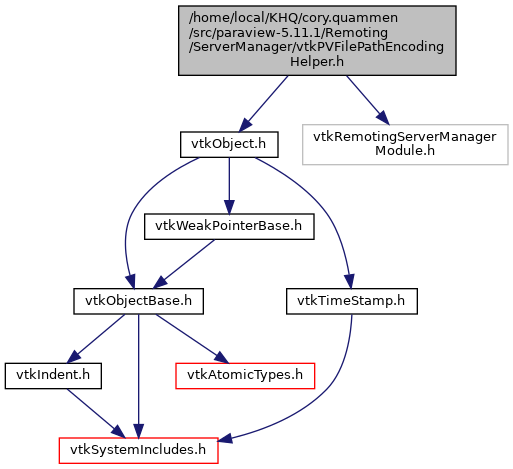 /home/local/KHQ/cory.quammen
/src/paraview-5.11.1/Remoting
/ServerManager/vtkPVFilePathEncoding
Helper.h
vtkObject.h
vtkRemotingServerManager
Module.h
vtkWeakPointerBase.h
vtkObjectBase.h
vtkTimeStamp.h
vtkIndent.h
vtkAtomicTypes.h
vtkSystemIncludes.h